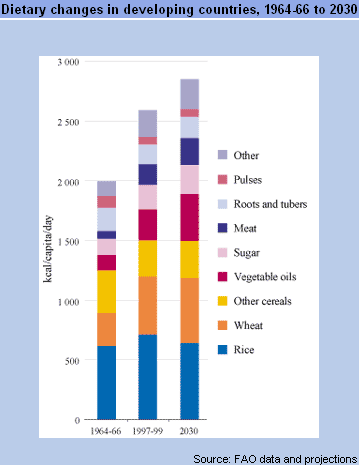 Dietary changes in developing countries, 1964-66 to 2030
3 000
2 500
2 000
1 500
1 000
500
0
kcal/capita/day
1964-66 1997-99 2030
Other
Pulses
Roots and tubers
Meat
Sugar
Vegetable oils
Other cereals
Wheat
Rice
Source: FAO data and projections